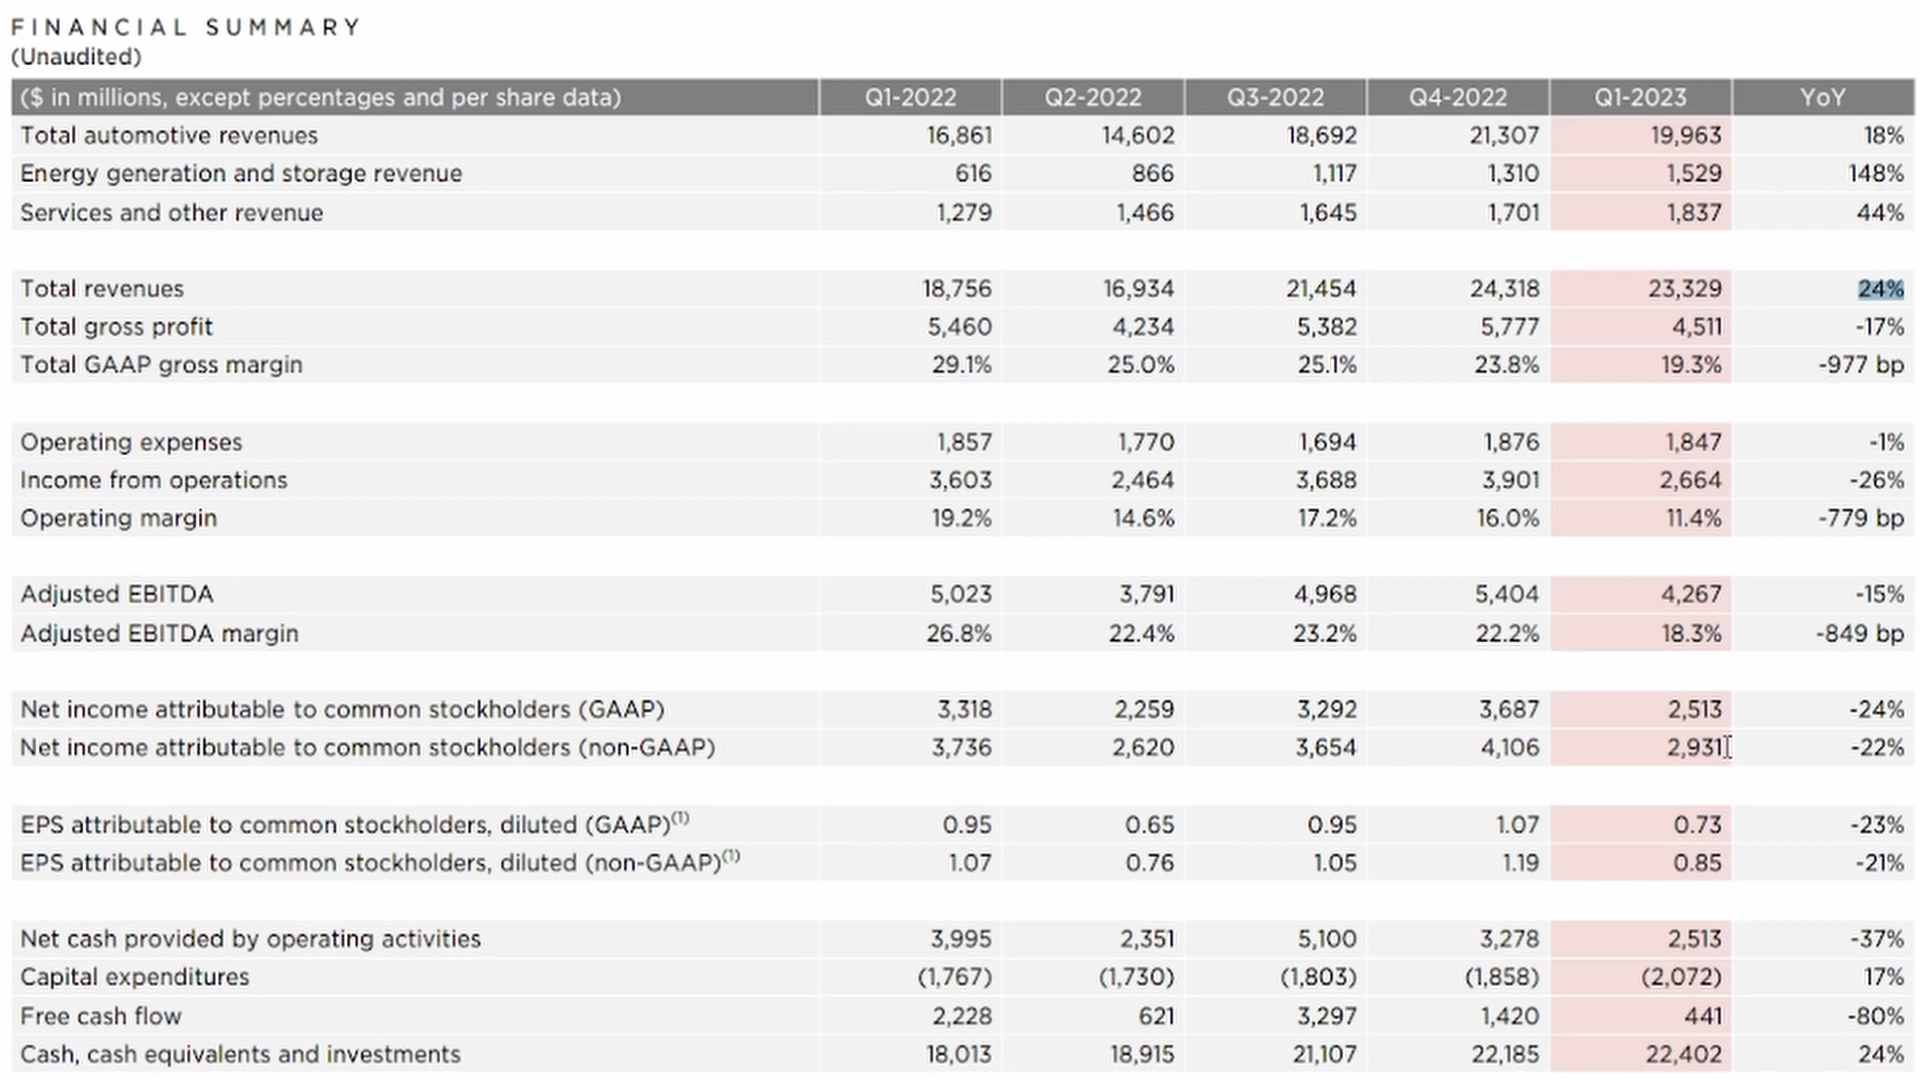 FINANCIAL SUMMARY
(Unaudited)
($ in millions, except percentages and per share data) Q1-2022 Q2-2022 Q3-2022 Q4-2022 Q1-2023 YoY
Total automotive revenues 16,861 14,602 18,692 21,307 19,963 18%
Energy generation and storage revenue 616 866 1,117 1,310 1,529 148%
Services and other revenue 1,279 1,466 1,645 1,701 1,837 44%
Total revenues 18,756 16,934 21,454 24,318 23,329 24%
Total gross profit 5,460 4,234 5,382 5,777 4,511 -17%
Total GAAP gross margin 29.1% 25.0% 25.1% 23.8% 19.3% -977 bp
Operating expenses 1,857 1,770 1,694 1,876 1,847 -1%
Income from operations 3,603 2,464 3,688 3,901 2,664 -26%
Operating margin 19.2% 14.6% 17.2% 16.0% 11.4% -779 bp
Adjusted EBITDA 5,023 3,791 4,968 5,404 4,267 -15%
Adjusted EBITDA margin 26.8% 22.4% 23.2% 22.2% 18.3% -849 bp
Net income attributable to common stockholders (GAAP) 3,318 2,259 3,292 3,687 2,513 -24%
Net income attributable to common stockholders (non-GAAP) 3,736 2,620 3,654 4,106 2,931 -22%
EPS attributable to common stockholders, diluted (GAAP)(1) 0.95 0.65 0.95 1.07 0.73 -23%
EPS attributable to common stockholders, diluted (non-GAAP)(1) 1.07 0.76 1.05 1.19 0.85 -21%
Net cash provided by operating activities 3,995 2,351 5,100 3,278 2,513 -37%
Capital expenditures (1,767) (1,730) (1,803) (1,858) (2,072) 17%
Free cash flow 2,228 621 3,297 1,420 441 -80%
Cash, cash equivalents and investments 18,013 18,915 21,107 22,185 22,402 24%